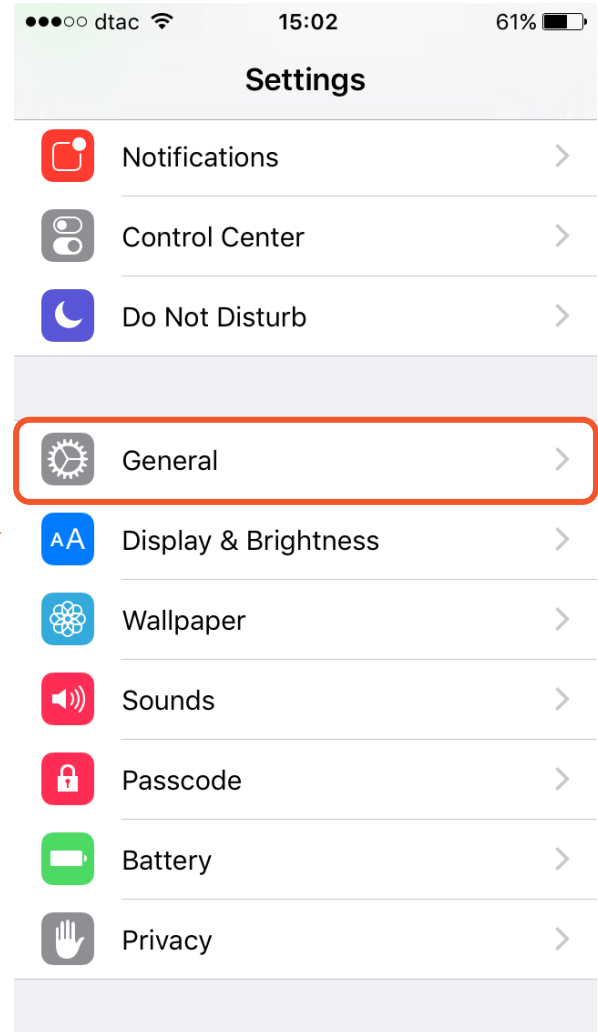 dtac 15:02 61%
Settings
Notifications
Control Center
Do Not Disturb
General
AA Display & Brightness
Wallpaper
Sounds
Passcode
Battery
Privacy